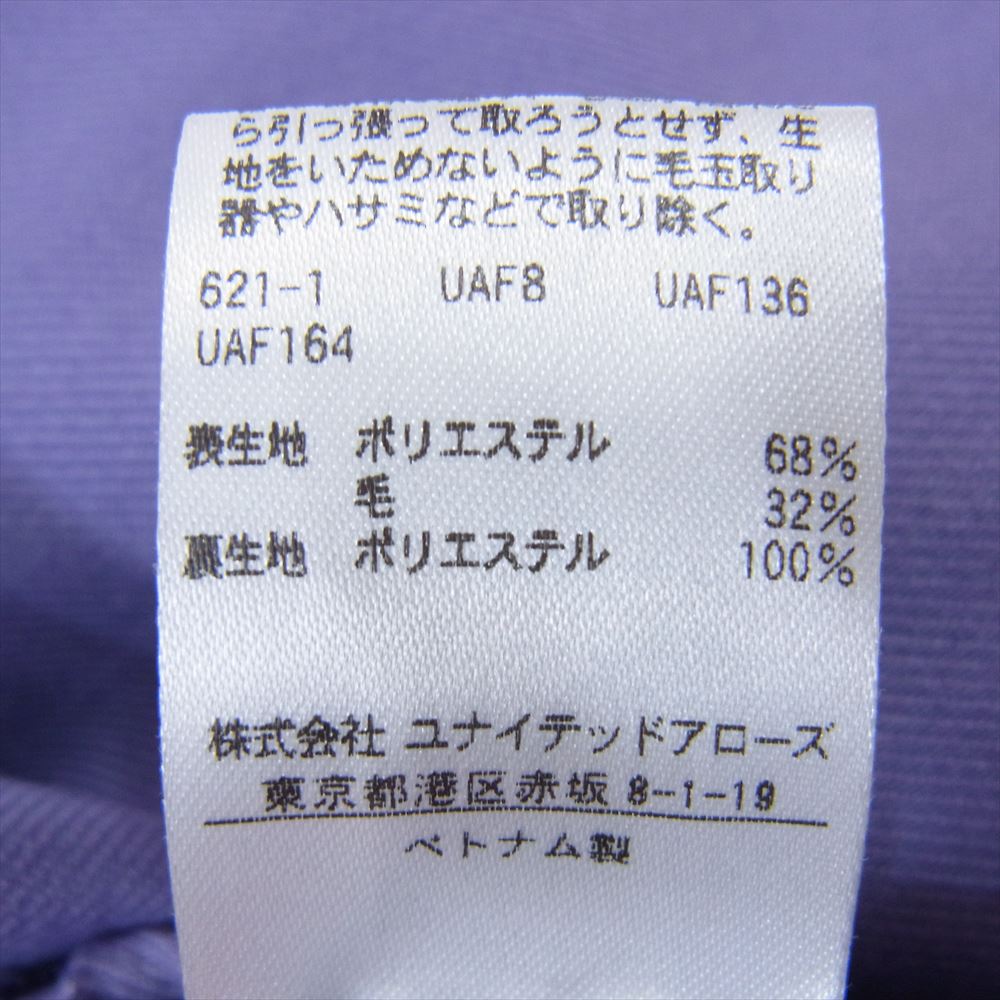 ら引っ張って取ろうとせず、生
地をいためないように毛玉取り
器やハサミなどで取り除く。
621-1 UAF8 UAF136
UAF164
表生地 ポリエステル 68%
毛 32%
裏生地 ポリエステル 100%
株式会社 ユナイテッドアローズ
東京都港区赤坂 8-1-19
ベトナム製